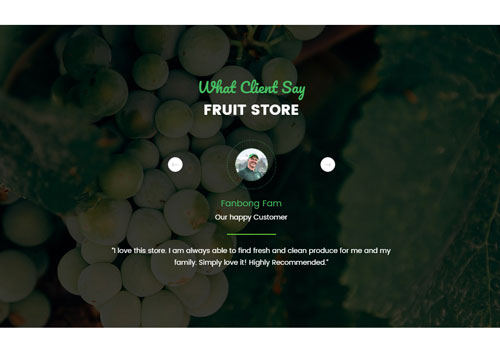 What Client Say
FRUIT STORE
Fanbong Fam
Our happy Customer
"I love this store. I am always able to find fresh and clean produce for me and my
family. Simply love it! Highly Recommended."